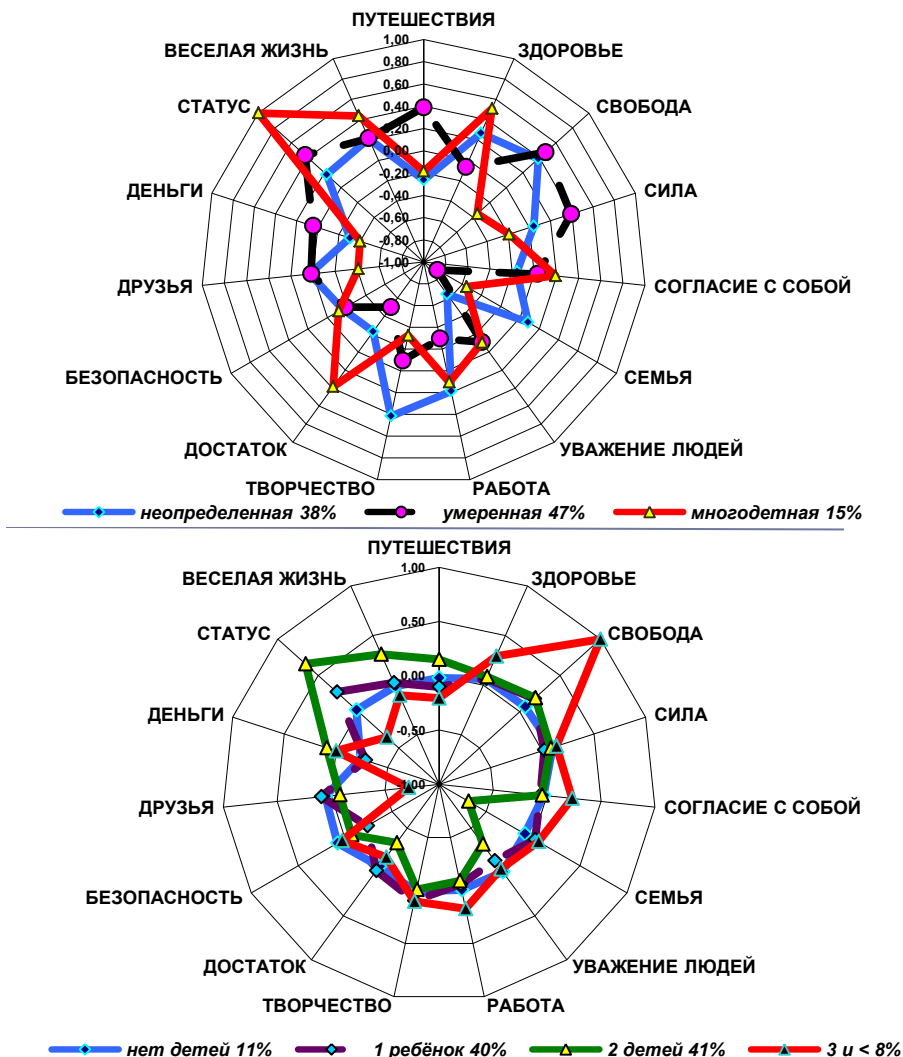 ПУТЕШЕСТВИЯ
ВЕСЕЛАЯ ЖИЗНЬ
ЗДОРОВЬЕ
СТАТУС
СВОБОДА
ДЕНЬГИ
СИЛА
ДРУЗЬЯ
СОГЛАСИЕ С СОБОЙ
БЕЗОПАСНОСТЬ
СЕМЬЯ
ДОСТАТОК
УВАЖЕНИЕ ЛЮДЕЙ
ТВОРЧЕСТВО
РАБОТА
1,00
0,80
0,60
0,40
0,20
0,00
-0,20
-0,40
-0,60
-0,80
-1,00
неопределенная 38% умеренная 47% многодетная 15%
ПУТЕШЕСТВИЯ
ВЕСЕЛАЯ ЖИЗНЬ
ЗДОРОВЬЕ
СТАТУС
СВОБОДА
ДЕНЬГИ
СИЛА
ДРУЗЬЯ
СОГЛАСИЕ С СОБОЙ
БЕЗОПАСНОСТЬ
СЕМЬЯ
ДОСТАТОК
УВАЖЕНИЕ ЛЮДЕЙ
ТВОРЧЕСТВО
РАБОТА
1,00
0,50
0,00
-0,50
-1,00
нет детей 11% 1 ребёнок 40% 2 детей 41% 3 и < 8%